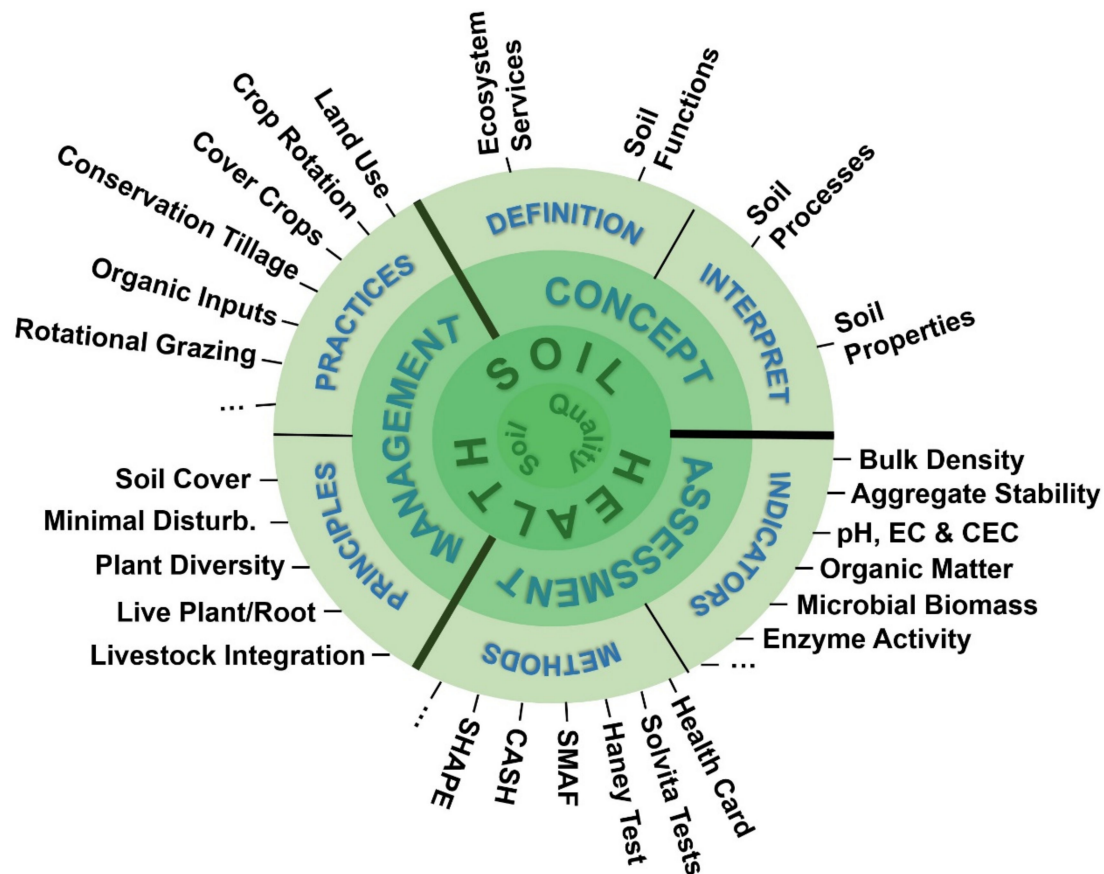 Ecosystem
Services
Soil
Functions
Soil
Processes
Soil
Properties
Land Use
Crop Rotation
Cover Crops
Conservation Tillage
Organic Inputs
Rotational Grazing
...
DEFINITION
INTERPRET
PRACTICES
CONCEPT
MANAGEMENT
SOIL
HEALTH
Soil
Quality
ASSESSMENT
INDICATORS
PRINCIPLES
METHODS
Bulk Density
Aggregate Stability
pH, EC & CEC
Organic Matter
Microbial Biomass
Enzyme Activity
...
Soil Cover
Minimal Disturb.
Plant Diversity
Live Plant/Root
Livestock Integration
...
SHAPE
CASH
SMAF
Haney Test
Solvita Tests
Health Card